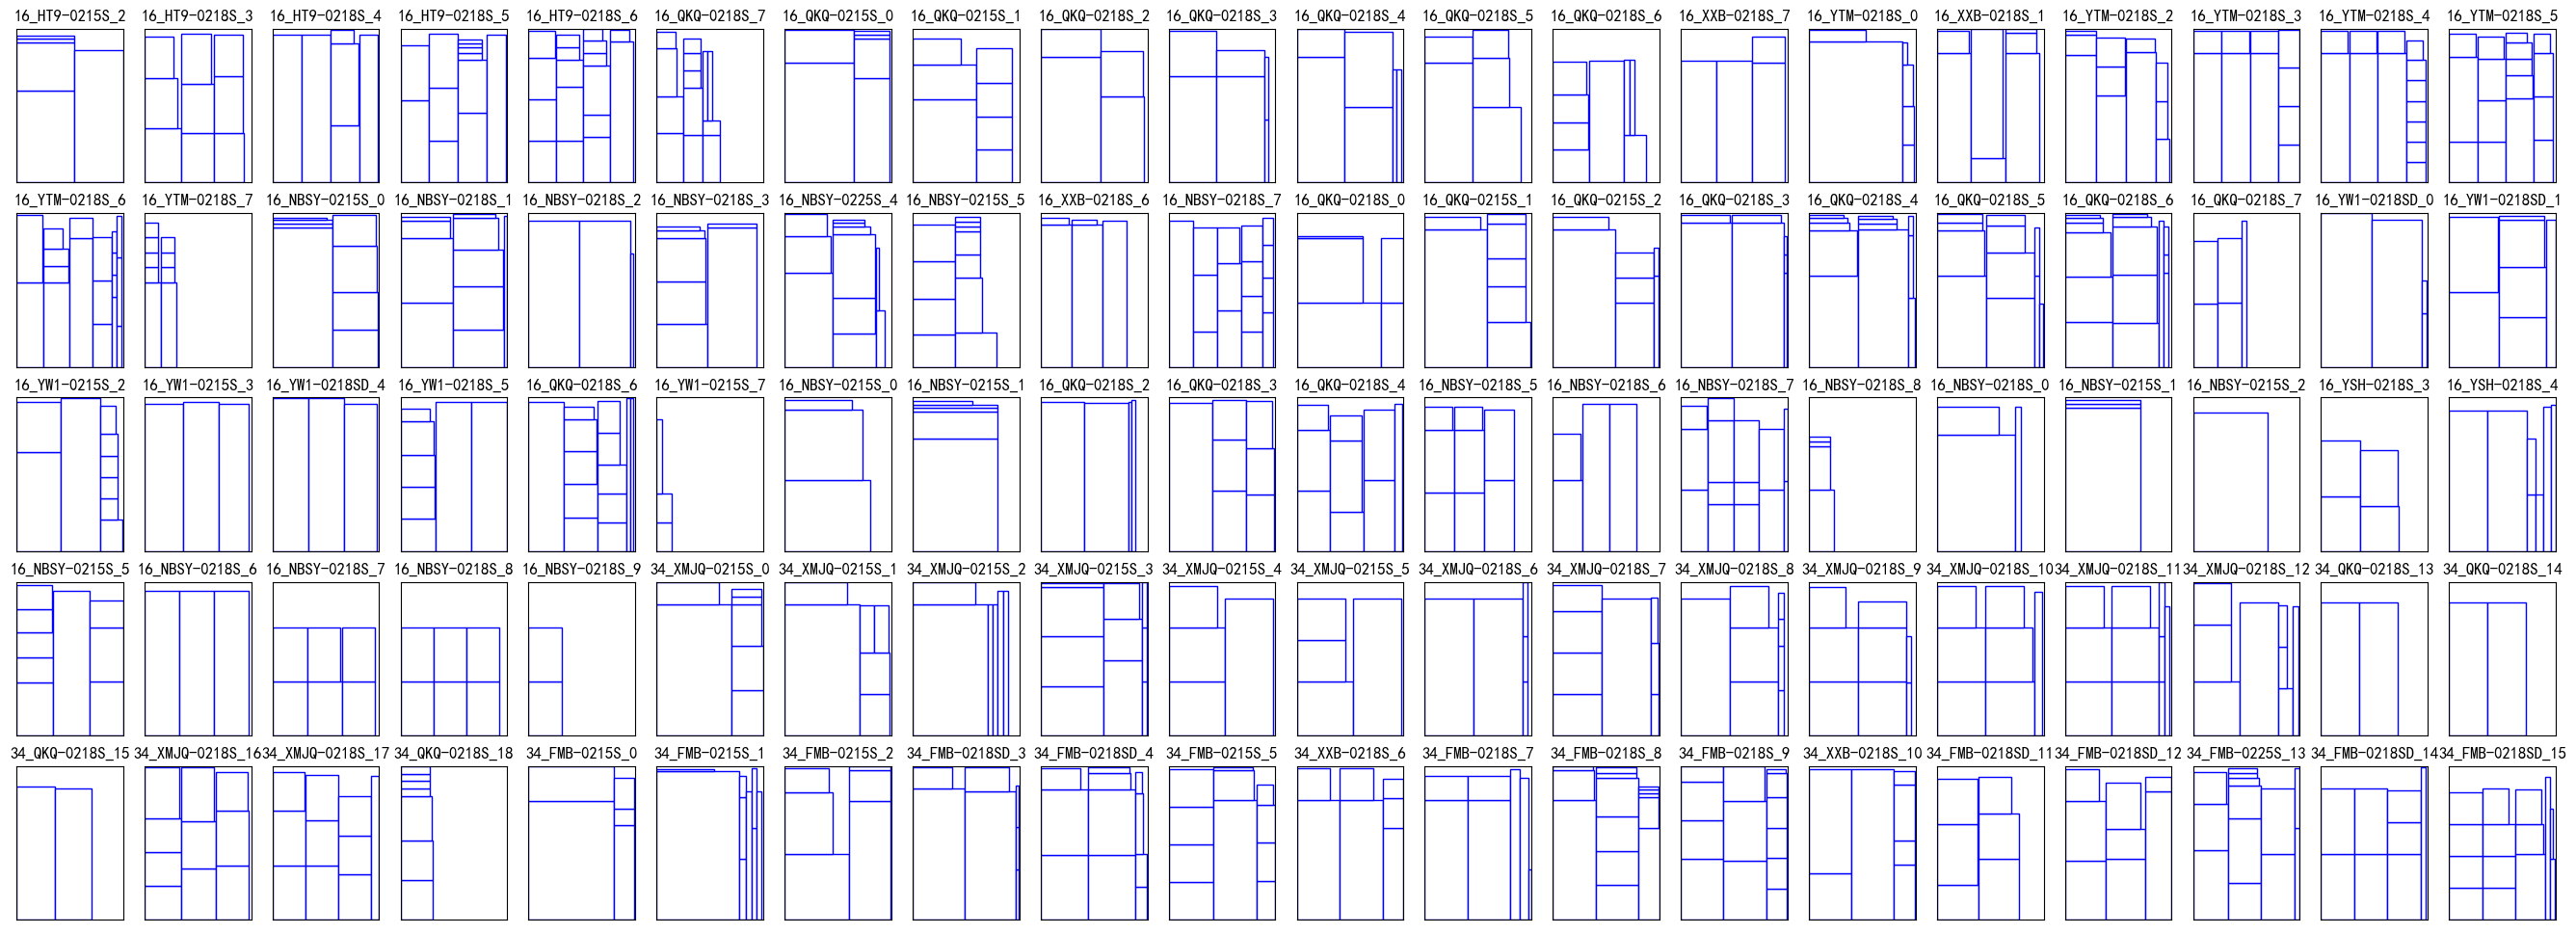 16_HT9-0215S_2 16_HT9-0218S_3 16_HT9-0218S_4 16_HT9-0218S_5 16_HT9-0218S_6 16_QKQ-0218S_7 16_QKQ-0215S_0 16_QKQ-0215S_1 16_QKQ-0218S_2 16_QKQ-0218S_3 16_QKQ-0218S_4 16_QKQ-0218S_5 16_QKQ-0218S_6 16_XXB-0218S_7 16_YTM-0218S_0 16_XXB-0218S_1 16_YTM-0218S_2 16_YTM-0218S_3 16_YTM-0218S_4 16_YTM-0218S_5
16_YTM-0218S_6 16_YTM-0218S_7 16_NBSY-0215S_0 16_NBSY-0218S_1 16_NBSY-0218S_2 16_NBSY-0218S_3 16_NBSY-0225S_4 16_NBSY-0215S_5 16_XXB-0218S_6 16_NBSY-0218S_7 16_QKQ-0218S_0 16_QKQ-0215S_1 16_QKQ-0215S_2 16_QKQ-0218S_3 16_QKQ-0218S_4 16_QKQ-0218S_5 16_QKQ-0218S_6 16_QKQ-0218S_7 16_YW1-0218SD_0 16_YW1-0218SD_1
16_YW1-0215S_2 16_YW1-0215S_3 16_YW1-0218SD_4 16_YW1-0218S_5 16_QKQ-0218S_6 16_YW1-0215S_7 16_NBSY-0215S_0 16_NBSY-0215S_1 16_QKQ-0218S_2 16_QKQ-0218S_3 16_QKQ-0218S_4 16_NBSY-0218S_5 16_NBSY-0218S_6 16_NBSY-0218S_7 16_NBSY-0218S_8 16_NBSY-0218S_0 16_NBSY-0215S_1 16_NBSY-0215S_2 16_YSH-0218S_3 16_YSH-0218S_4
16_NBSY-0215S_5 16_NBSY-0218S_6 16_NBSY-0218S_7 16_NBSY-0218S_8 16_NBSY-0218S_9 34_XMJQ-0215S_0 34_XMJQ-0215S_1 34_XMJQ-0215S_2 34_XMJQ-0215S_3 34_XMJQ-0215S_4 34_XMJQ-0215S_5 34_XMJQ-0218S_6 34_XMJQ-0218S_7 34_XMJQ-0218S_8 34_XMJQ-0218S_9 34_XMJQ-0218S_10 34_XMJQ-0218S_11 34_XMJQ-0218S_12 34_QKQ-0218S_13 34_QKQ-0218S_14
34_QKQ-0218S_15 34_XMJQ-0218S_16 34_XMJQ-0218S_17 34_QKQ-0218S_18 34_FMB-0215S_0 34_FMB-0215S_1 34_FMB-0215S_2 34_FMB-0218SD_3 34_FMB-0218SD_4 34_FMB-0215S_5 34_XXB-0218S_6 34_FMB-0218S_7 34_FMB-0218S_8 34_FMB-0218S_9 34_XXB-0218S_10 34_FMB-0218SD_11 34_FMB-0218SD_12 34_FMB-0225S_13 34_FMB-0218SD_14 34_FMB-0218SD_15